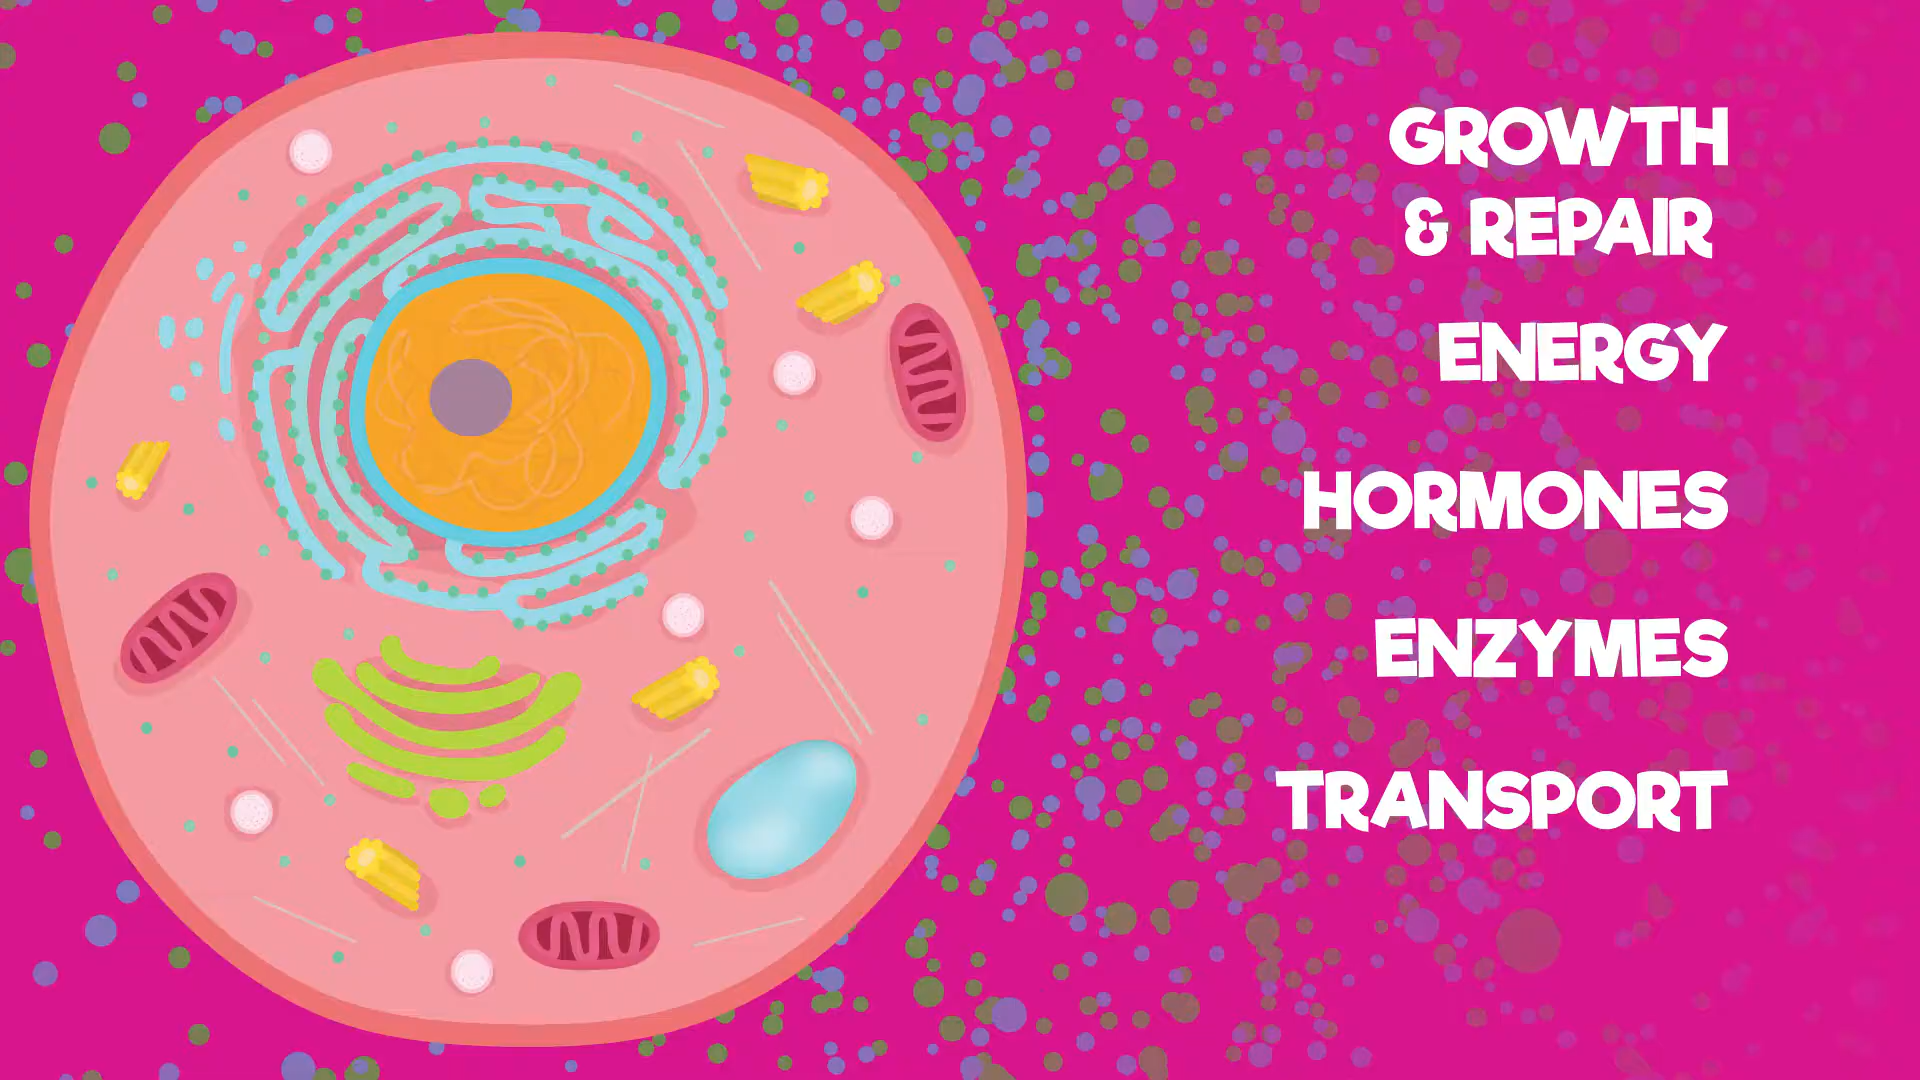 GROWTH
& REPAIR
ENERGY
HORMONES
ENZYMES
TRANSPORT